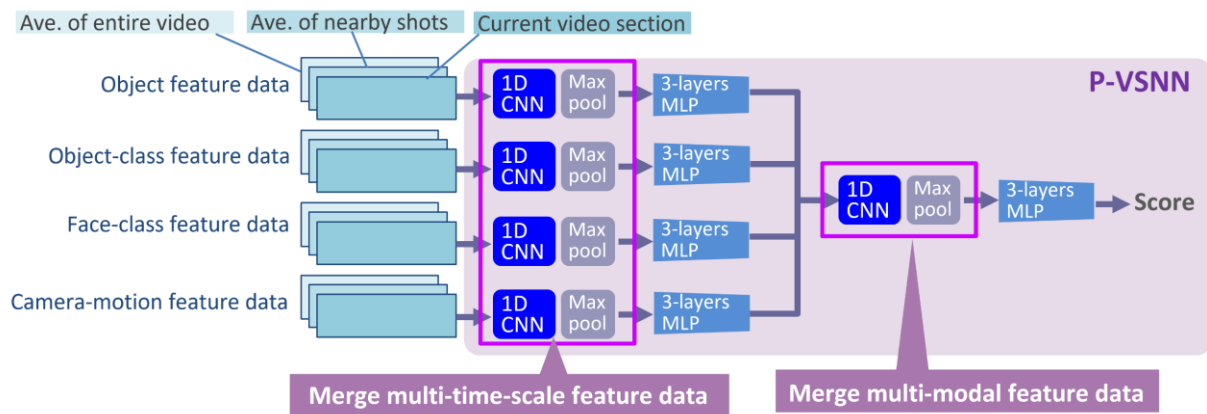 Ave. of entire video
Ave. of nearby shots
Current video section
P-VSNN
Object feature data
1D
CNN
Max
pool
3-layers
MLP
Object-class feature data
1D
CNN
Max
pool
3-layers
MLP
1D
CNN
Max
pool
3-layers
MLP
Score
Face-class feature data
1D
CNN
Max
pool
3-layers
MLP
Camera-motion feature data
1D
CNN
Max
pool
3-layers
MLP
Merge multi-time-scale feature data
Merge multi-modal feature data